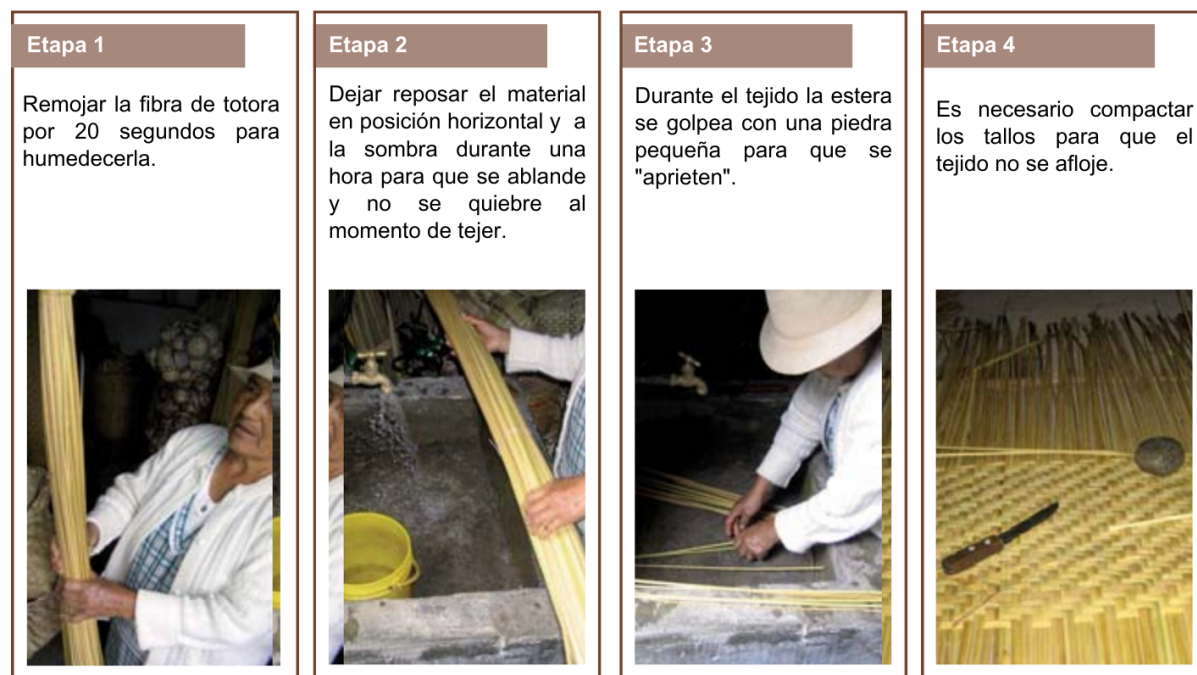 Etapa 1
Remojar la fibra de totora
por 20 segundos para
humedecerla.
Etapa 2
Dejar reposar el material
en posición horizontal y a
la sombra durante una
hora para que se ablande
y no se quiebre al
momento de tejer.
Etapa 3
Durante el tejido la estera
se golpea con una piedra
pequeña para que se
"aprieten".
Etapa 4
Es necesario compactar
los tallos para que el
tejido no se afloje.